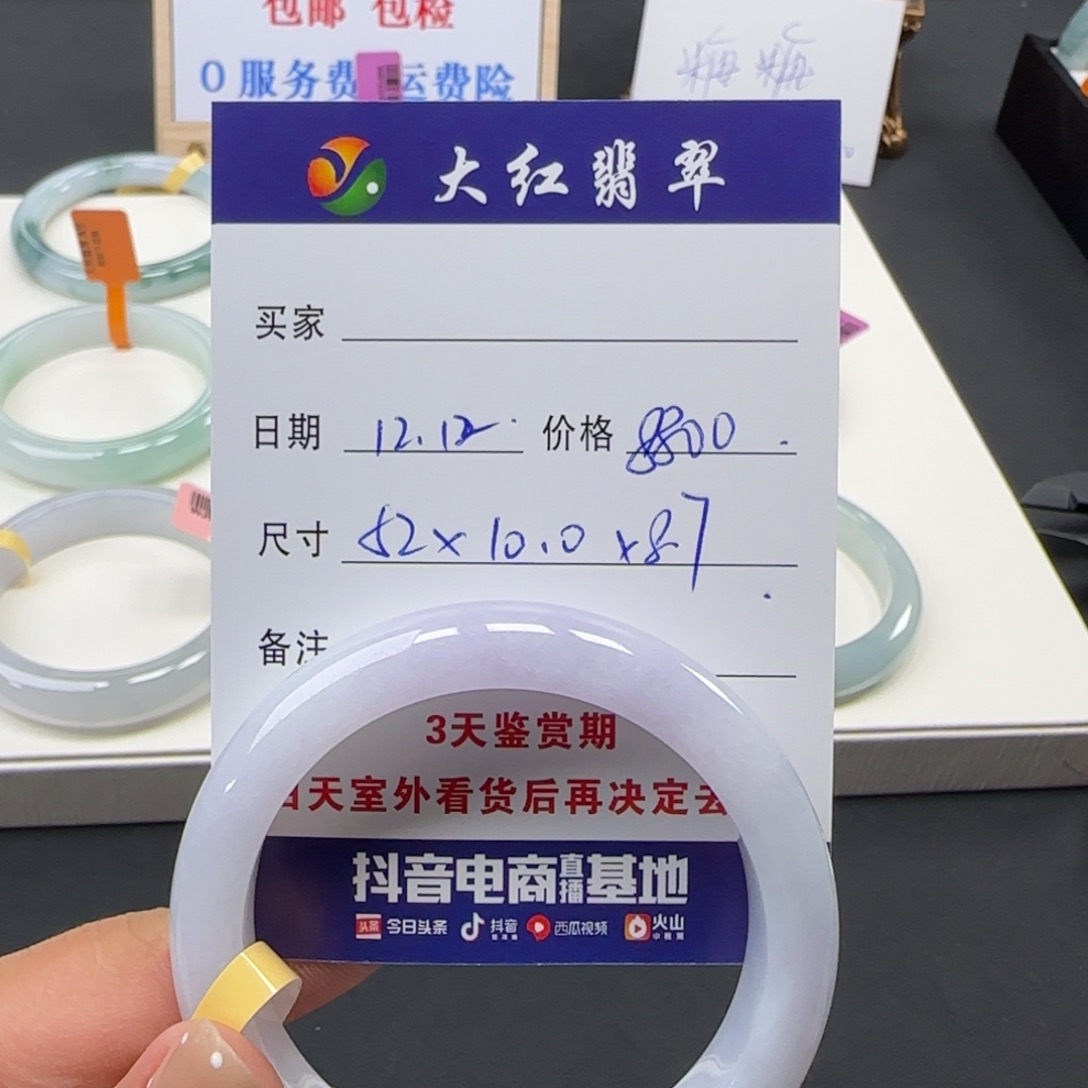 包邮 包检
0服务费 运费险
大红翡翠
买家
日期 12.12 价格 8800
尺寸 52×10.0×8.7
备注
3天鉴赏期
白天室外看货后再决定去
抖音电商直播基地
头条 今日头条 抖音 西瓜视频 火山